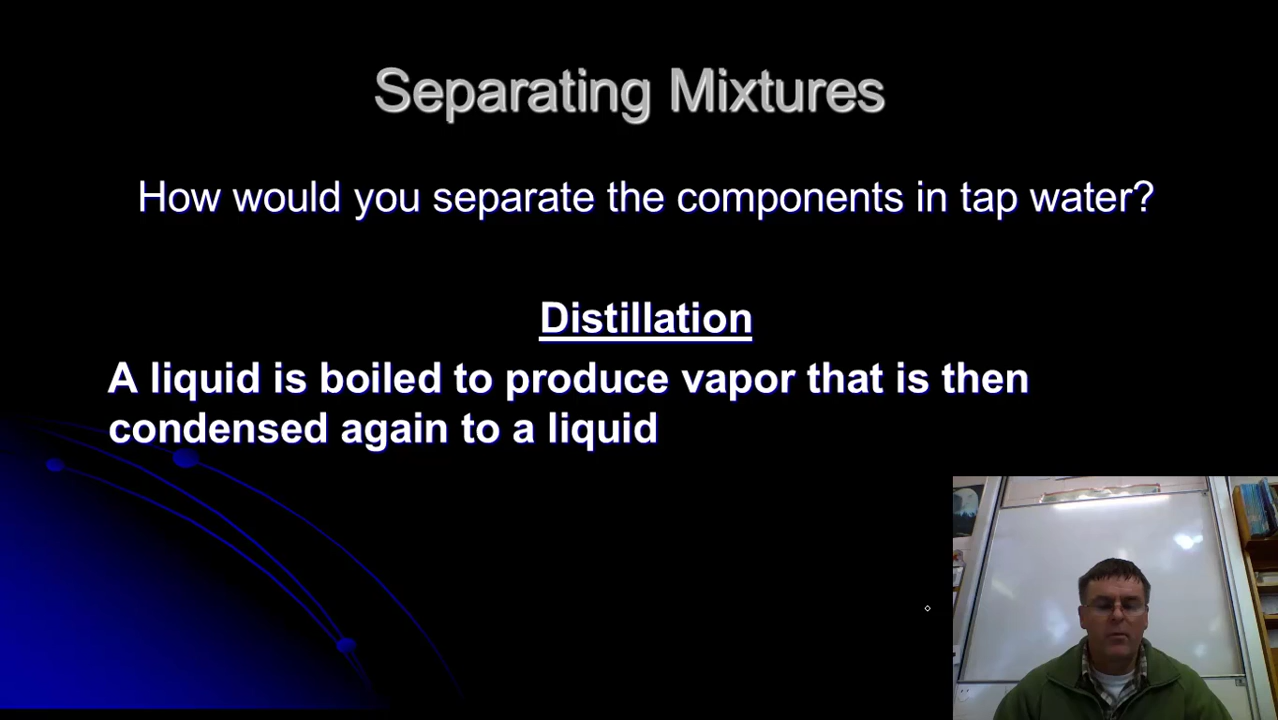 Separating Mixtures
How would you separate the components in tap water?
Distillation
A liquid is boiled to produce vapor that is then
condensed again to a liquid